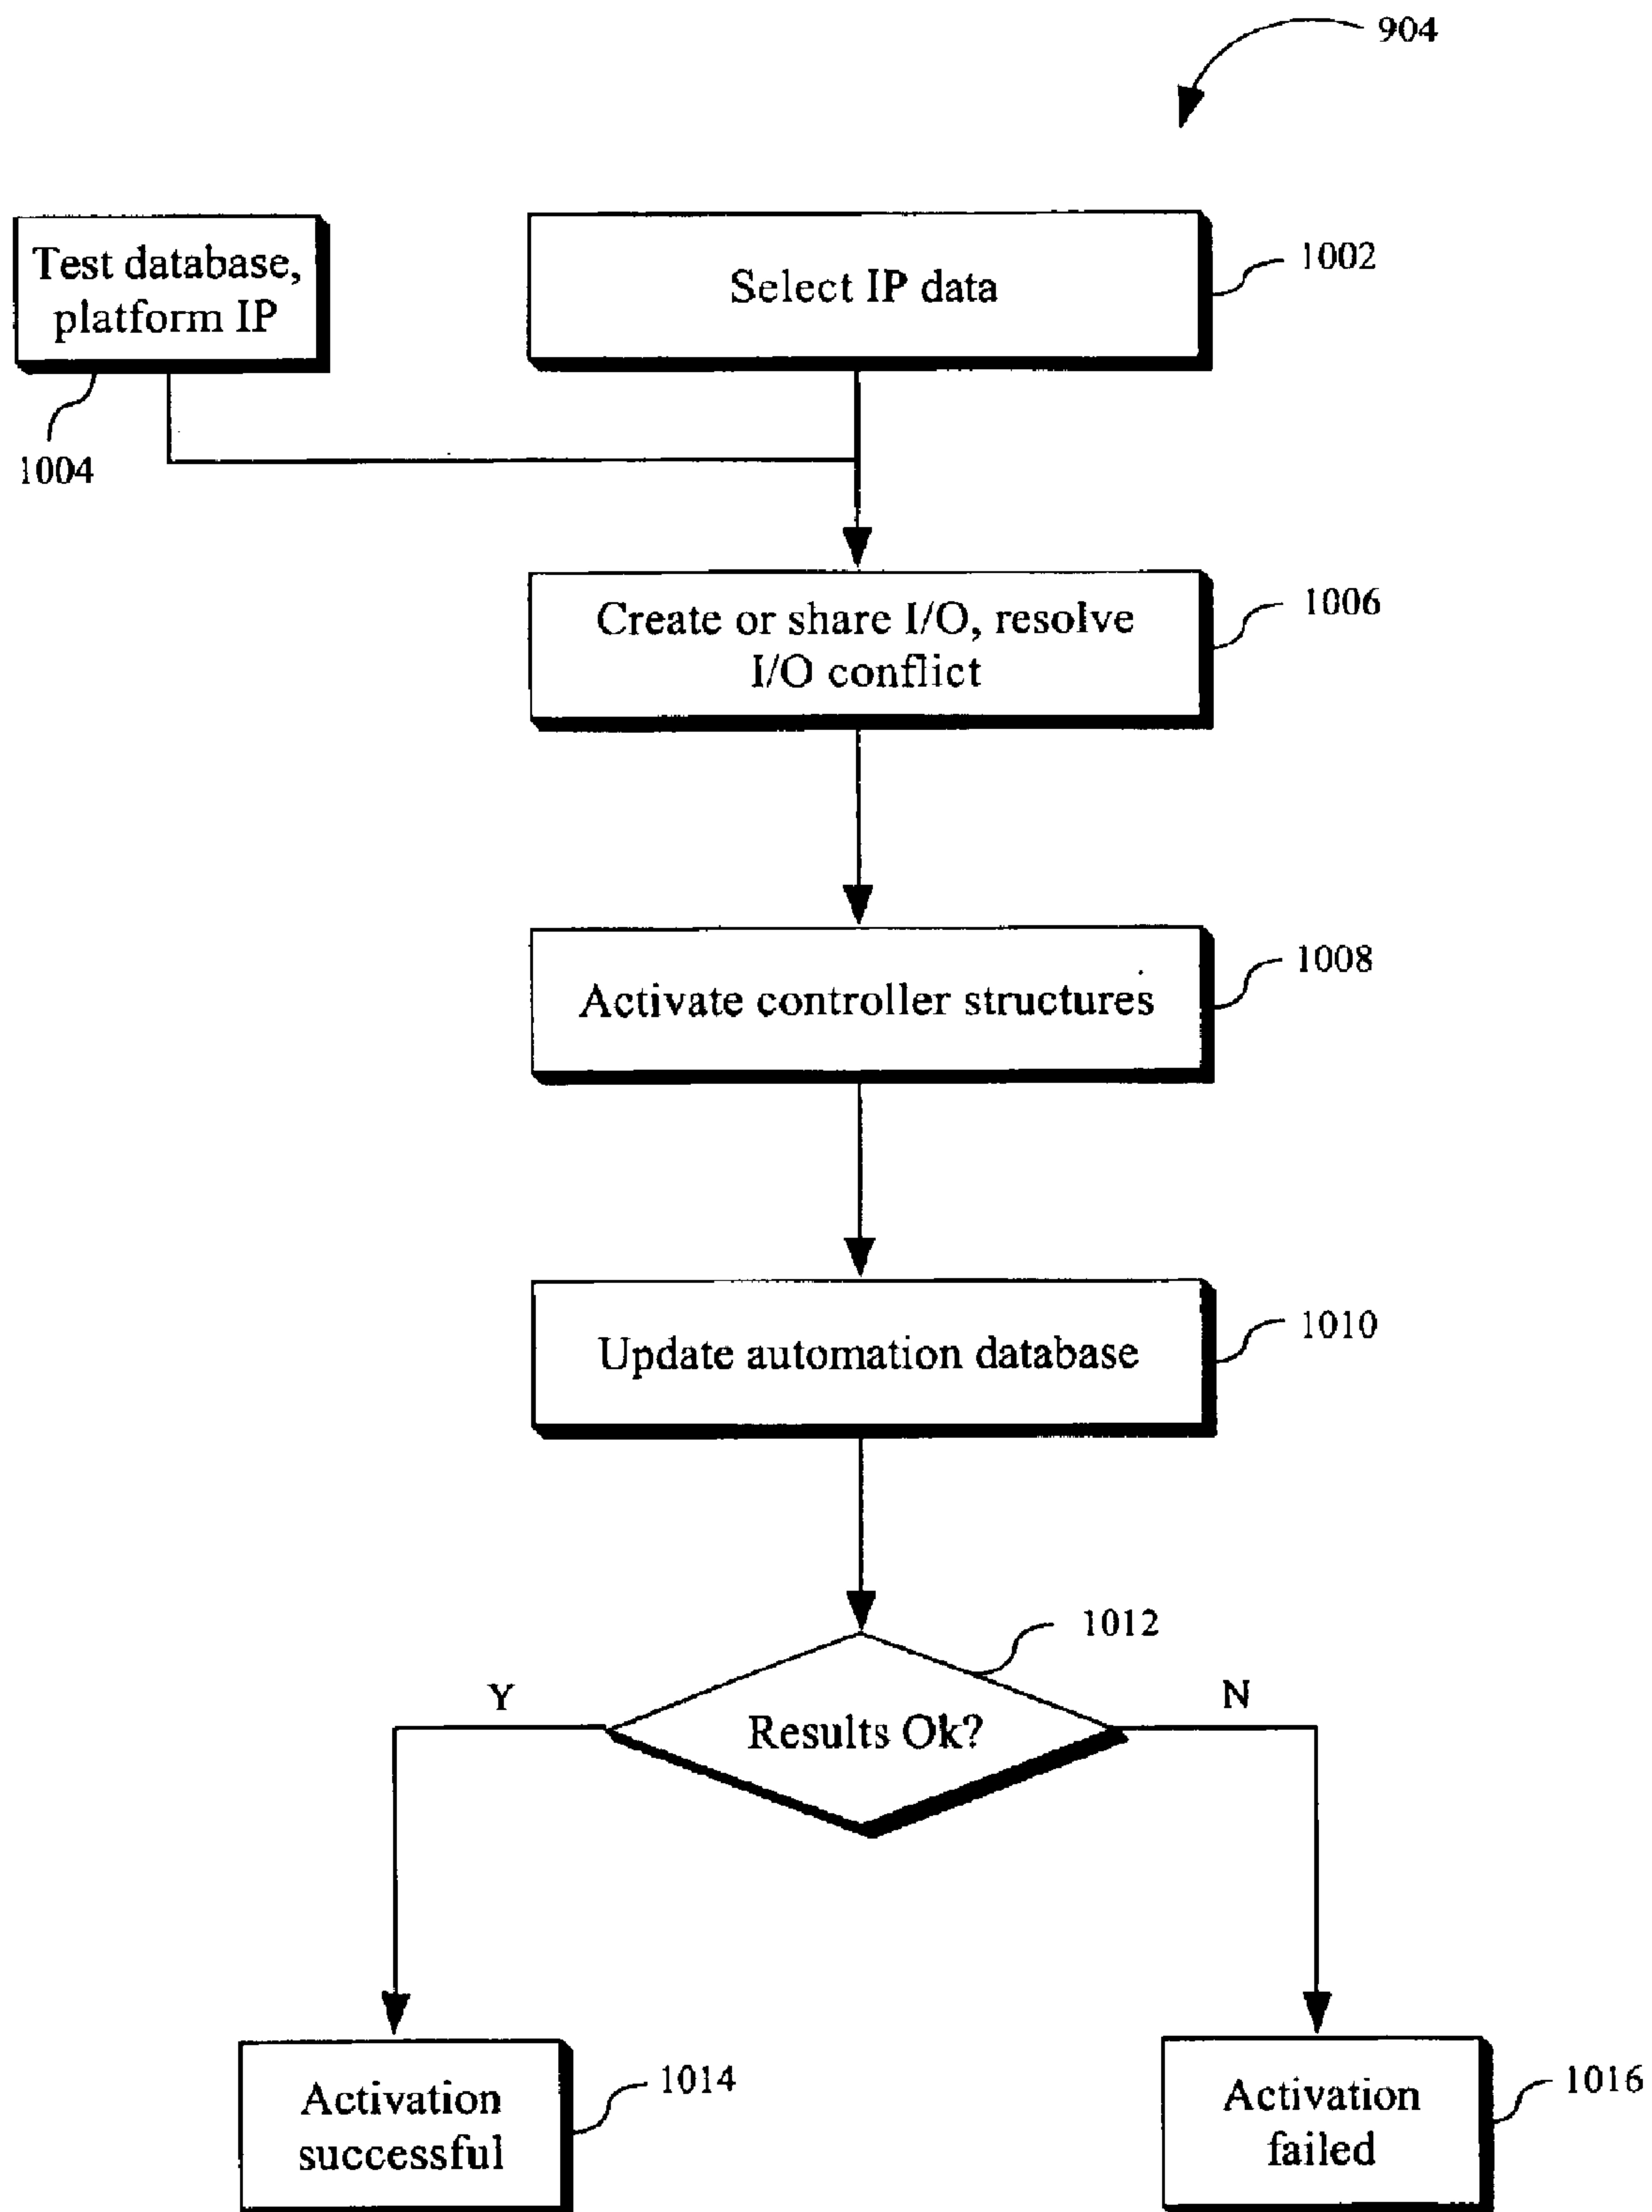 904
Test database,
platform IP
Select IP data
1002
1004
Create or share I/O, resolve
I/O conflict
1006
Activate controller structures
1008
Update automation database
1010
1012
Y
Results Ok?
N
Activation
successful
1014
Activation
failed
1016